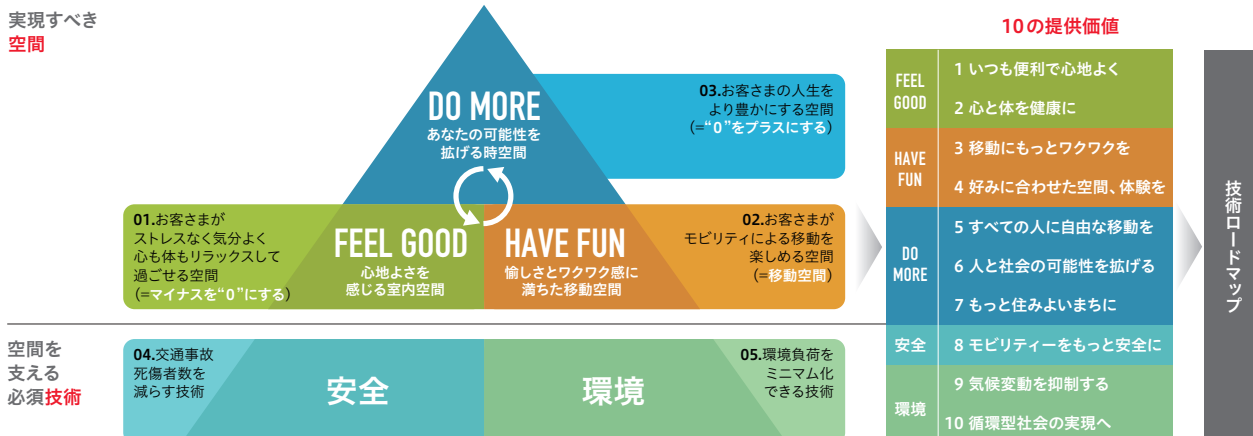 実現すべき
空間
DO MORE
あなたの可能性を
拡げる時空間
03.お客さまの人生を
より豊かにする空間
(=“0”をプラスにする)
01.お客さまが
ストレスなく気分よく
心も体もリラックスして
過ごせる空間
(=マイナスを“0”にする)
FEEL GOOD
心地よさを
感じる室内空間
HAVE FUN
愉しさとワクワク感に
満ちた移動空間
02.お客さまが
モビリティによる移動を
楽しめる空間
(=移動空間)
空間を
支える
必須技術
04.交通事故
死傷者数を
減らす技術
安全
環境
05.環境負荷を
ミニマム化
できる技術
10の提供価値
FEEL
GOOD
1 いつも便利で心地よく
2 心と体を健康に
HAVE
FUN
3 移動にもっとワクワクを
4 好みに合わせた空間、体験を
DO
MORE
5 すべての人に自由な移動を
6 人と社会の可能性を拡げる
7 もっと住みよいまちに
安全
8 モビリティーをもっと安全に
環境
9 気候変動を抑制する
10 循環型社会の実現へ
技術ロードマップ